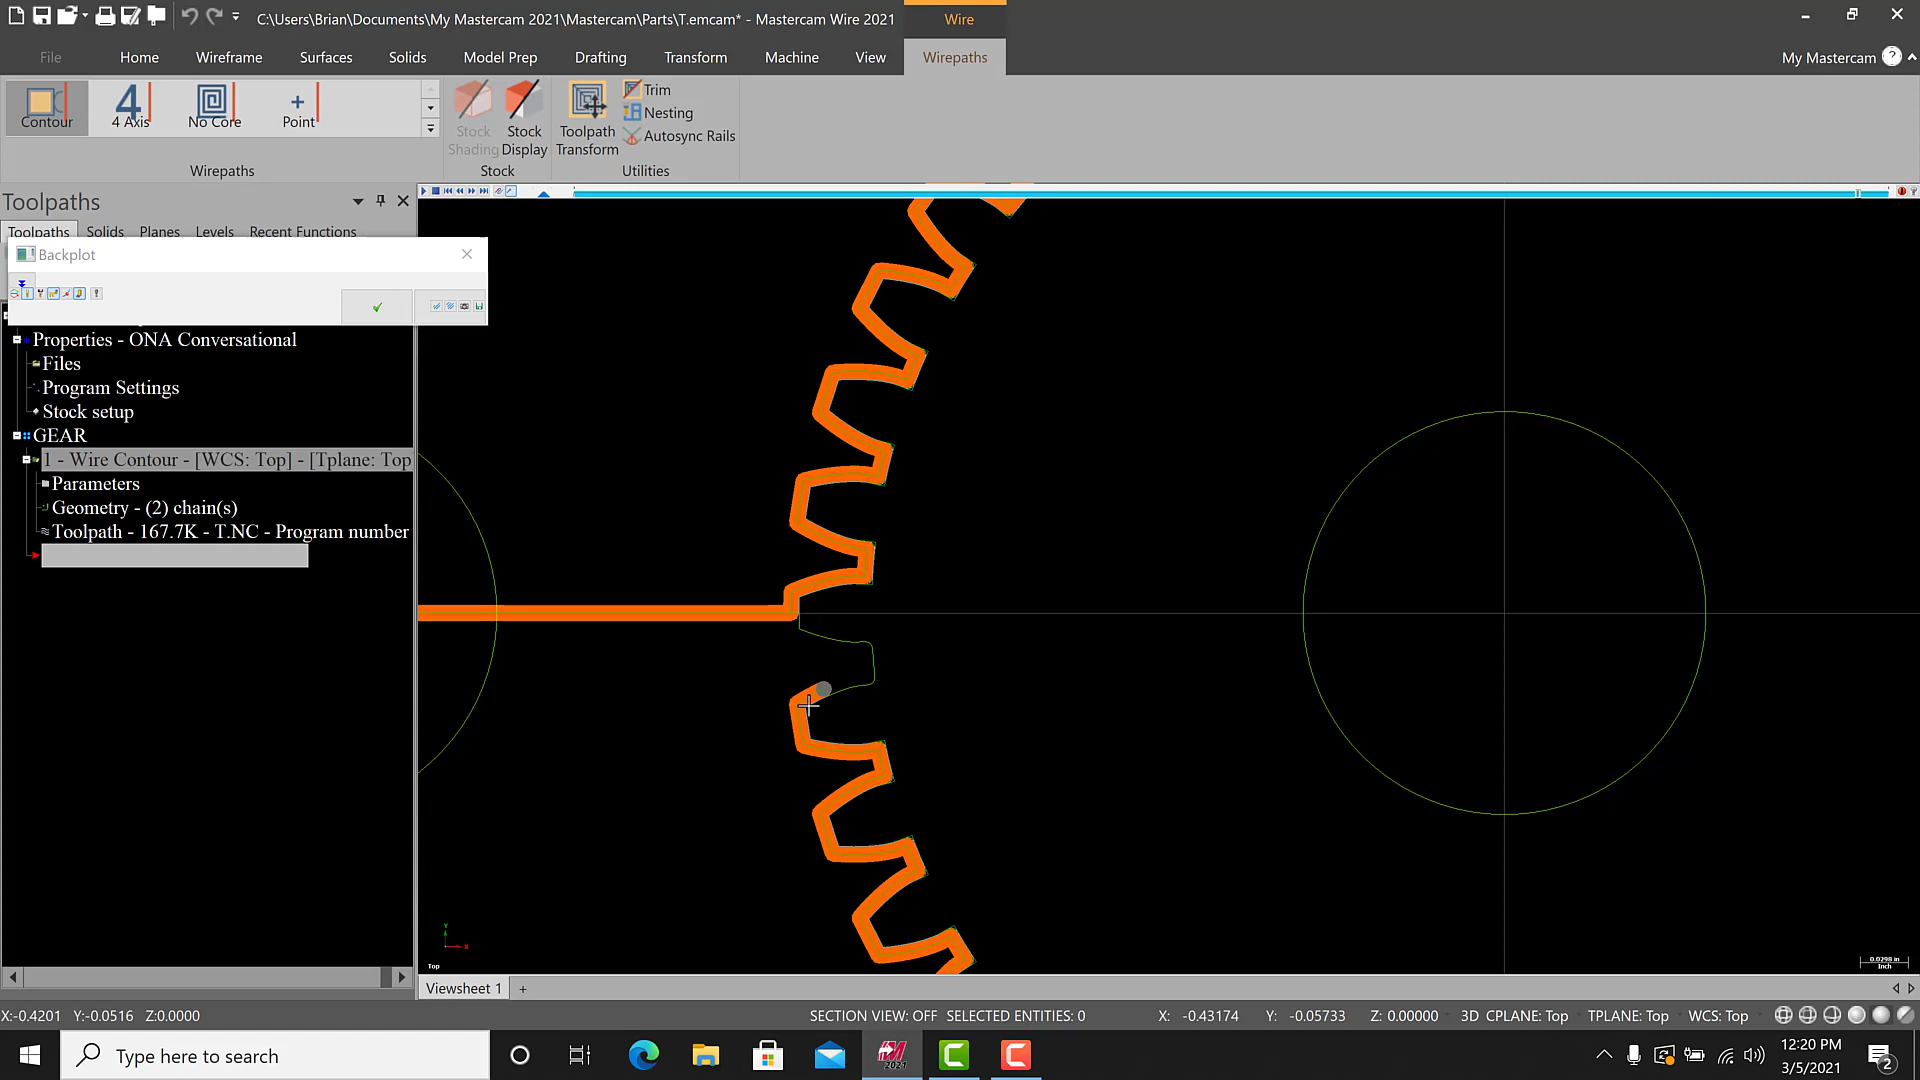 C:\Users\Brian\Documents\My Mastercam 2021\Mastercam\Parts\T.emcam* - Mastercam Wire 2021
Wire
File
Home
Wireframe
Surfaces
Solids
Model Prep
Drafting
Transform
Machine
View
Wirepaths
My Mastercam
Contour
4 Axis
No Core
Point
Stock
Shading
Stock
Display
Toolpath
Transform
Trim
Nesting
Autosync Rails
Wirepaths
Stock
Utilities
Toolpaths
Toolpaths
Solids
Planes
Levels
Recent Functions
Backplot
Properties - ONA Conversational
Files
Program Settings
Stock setup
GEAR
1 - Wire Contour - [WCS: Top] - [Tplane: Top
Parameters
Geometry - (2) chain(s)
Toolpath - 167.7K - T.NC - Program number
Y
X
Top
0.0298 in
Inch
Viewsheet 1
+
X:-0.4201 Y:-0.0516 Z:0.0000
SECTION VIEW: OFF SELECTED ENTITIES: 0
X: -0.43174 Y: -0.05733 Z: 0.00000 3D CPLANE: Top TPLANE: Top WCS: Top
Type here to search
2021
12:20 PM
3/5/2021
2